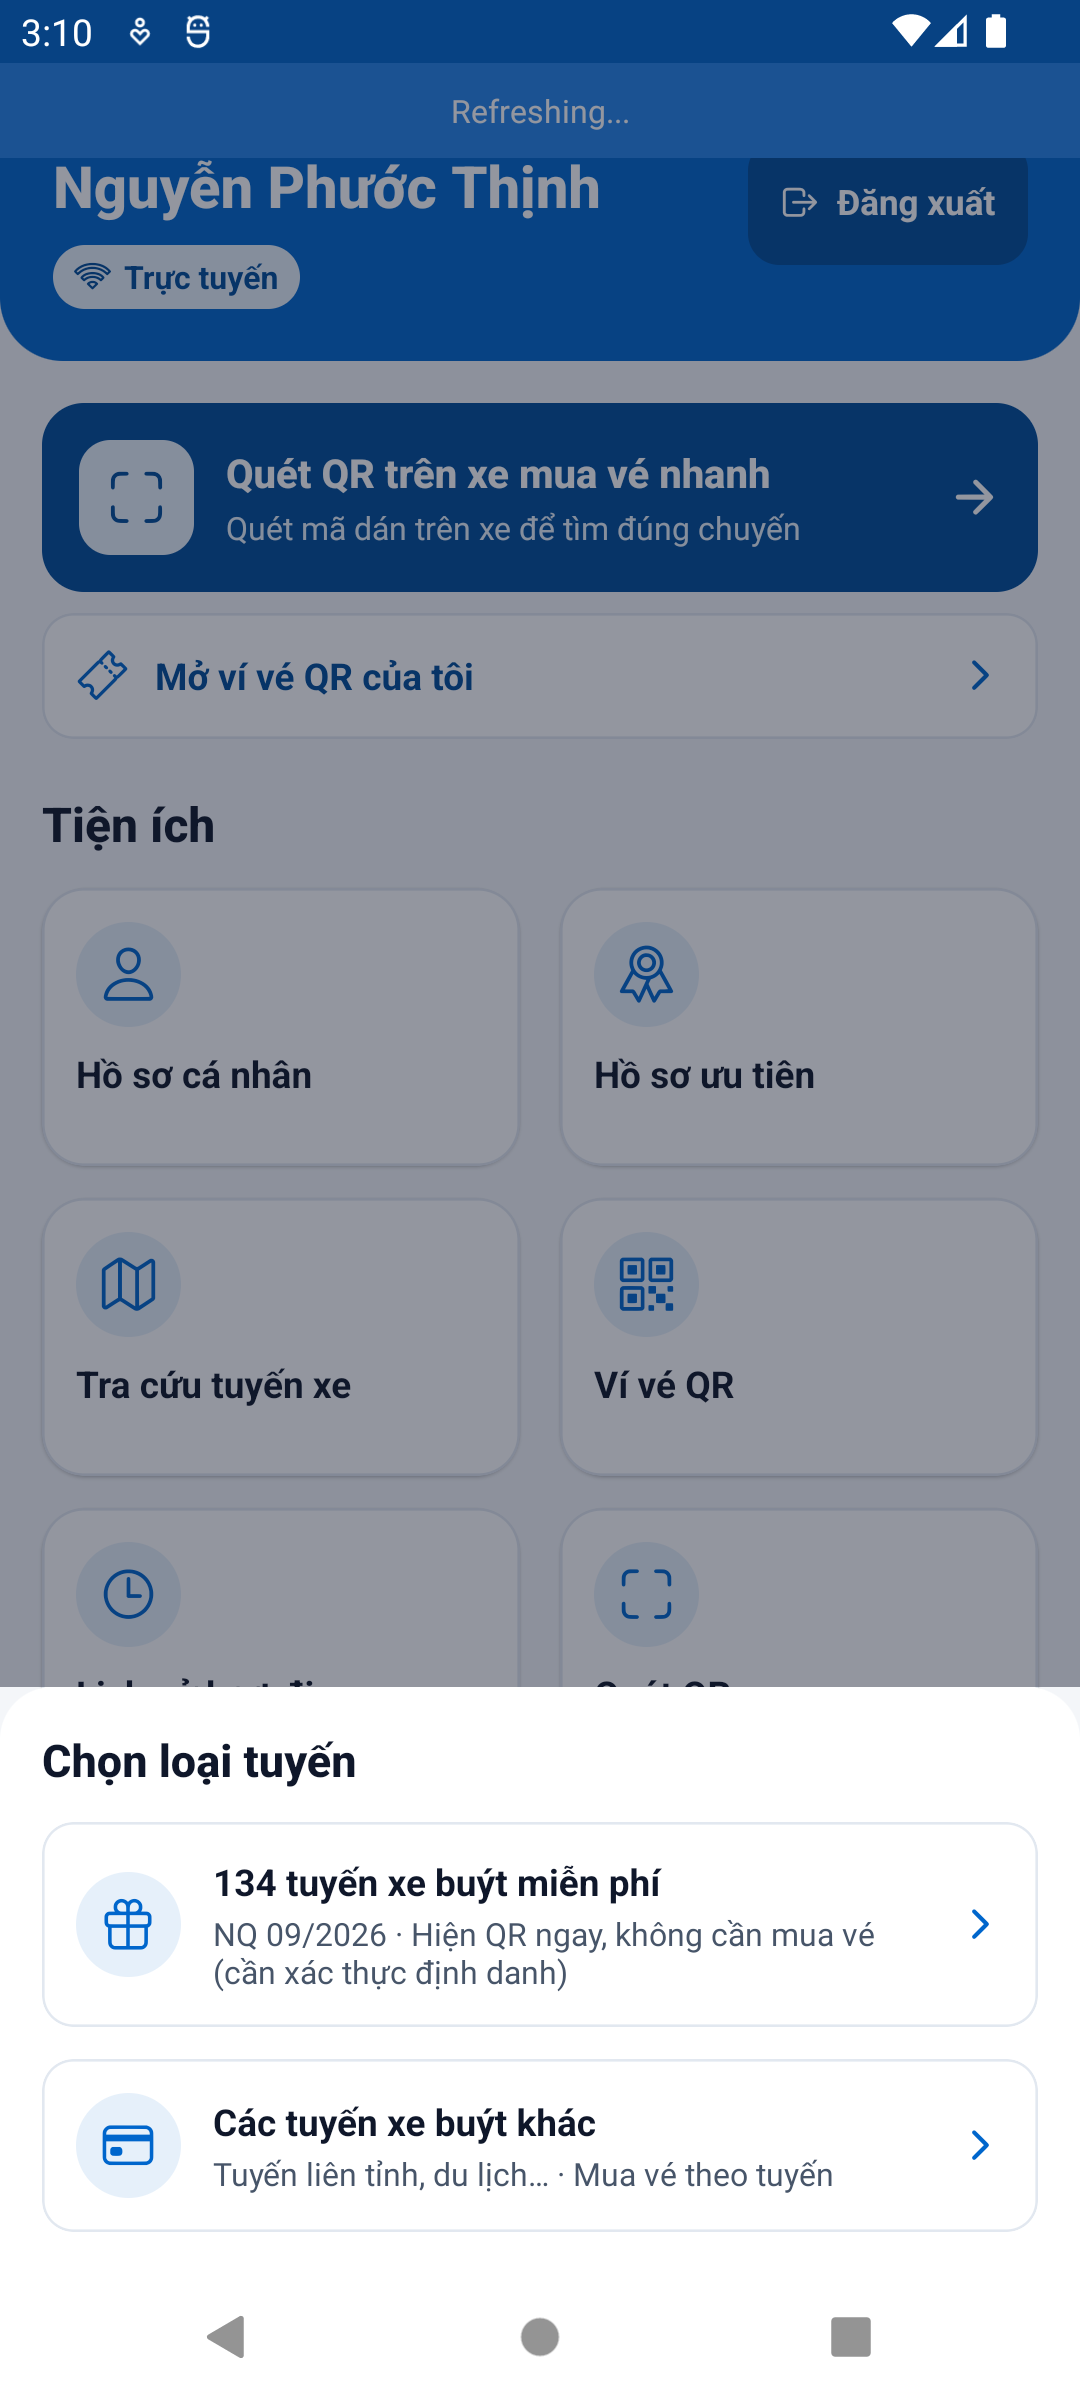 3:10
Refreshing...
Nguyễn Phước Thịnh
Đăng xuất
Trực tuyến
Quét QR trên xe mua vé nhanh
Quét mã dán trên xe để tìm đúng chuyến
Mở ví vé QR của tôi
Tiện ích
Hồ sơ cá nhân
Hồ sơ ưu tiên
Tra cứu tuyến xe
Ví vé QR
Quét QR
Chọn loại tuyến
134 tuyến xe buýt miễn phí
NQ 09/2026 · Hiện QR ngay, không cần mua vé
(cần xác thực định danh)
Các tuyến xe buýt khác
Tuyến liên tỉnh, du lịch... · Mua vé theo tuyến